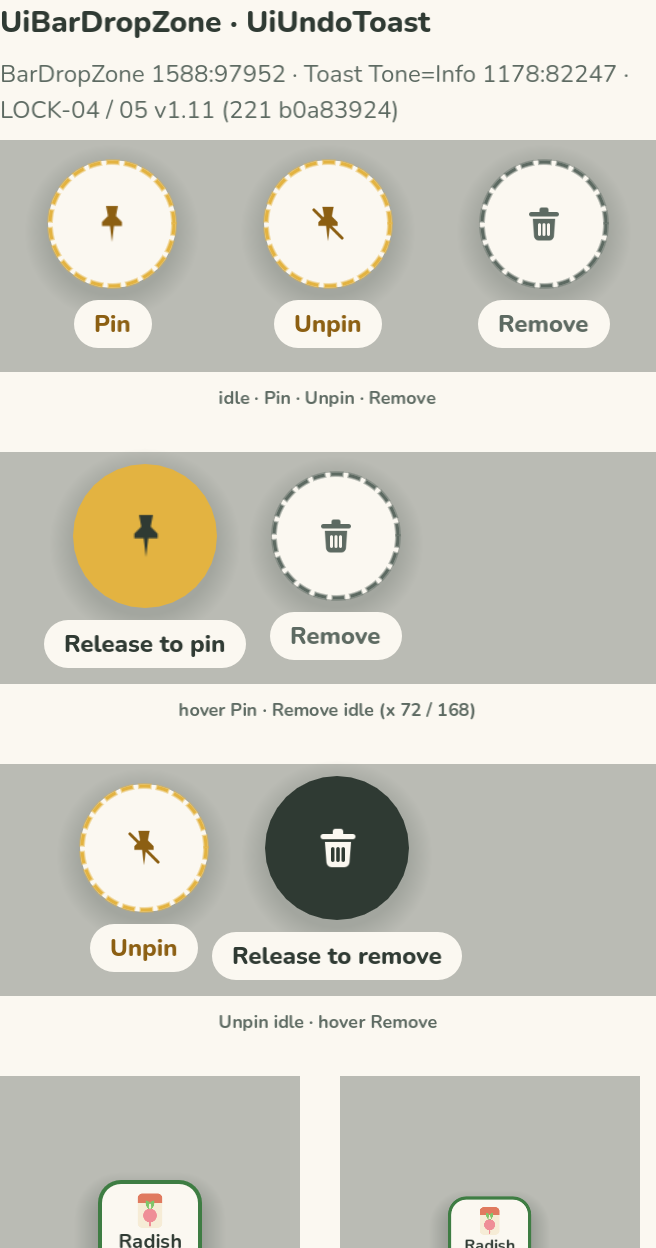 UiBarDropZone · UiUndoToast
BarDropZone 1588:97952 · Toast Tone=Info 1178:82247 ·
LOCK-04 / 05 v1.11 (221 b0a83924)
Pin
Unpin
Remove
idle · Pin · Unpin · Remove
Release to pin
Remove
hover Pin · Remove idle (x 72 / 168)
Unpin
Release to remove
Unpin idle · hover Remove
Radish
Radish